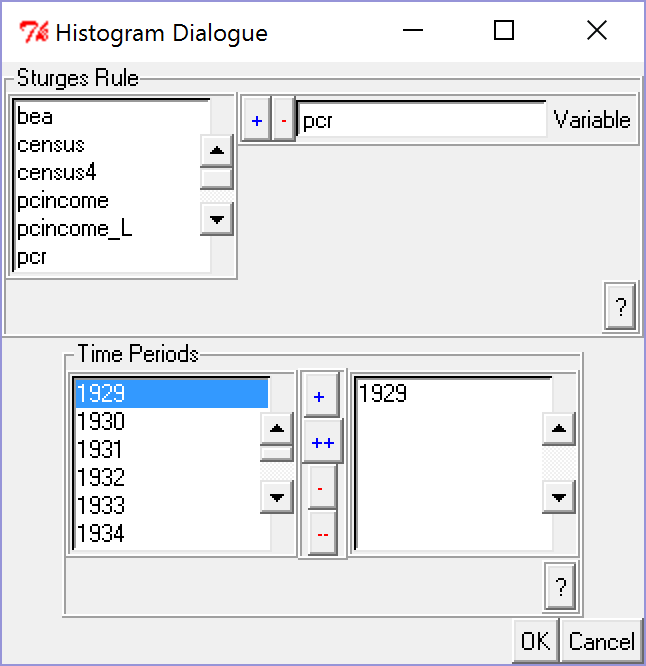 Histogram Dialogue
Sturges Rule
bea
census
census4
pcincome
pcincome_L
pcr
+ - pcr Variable
?
Time Periods
1929
1930
1931
1932
1933
1934
+
++
-
--
1929
?
OK Cancel